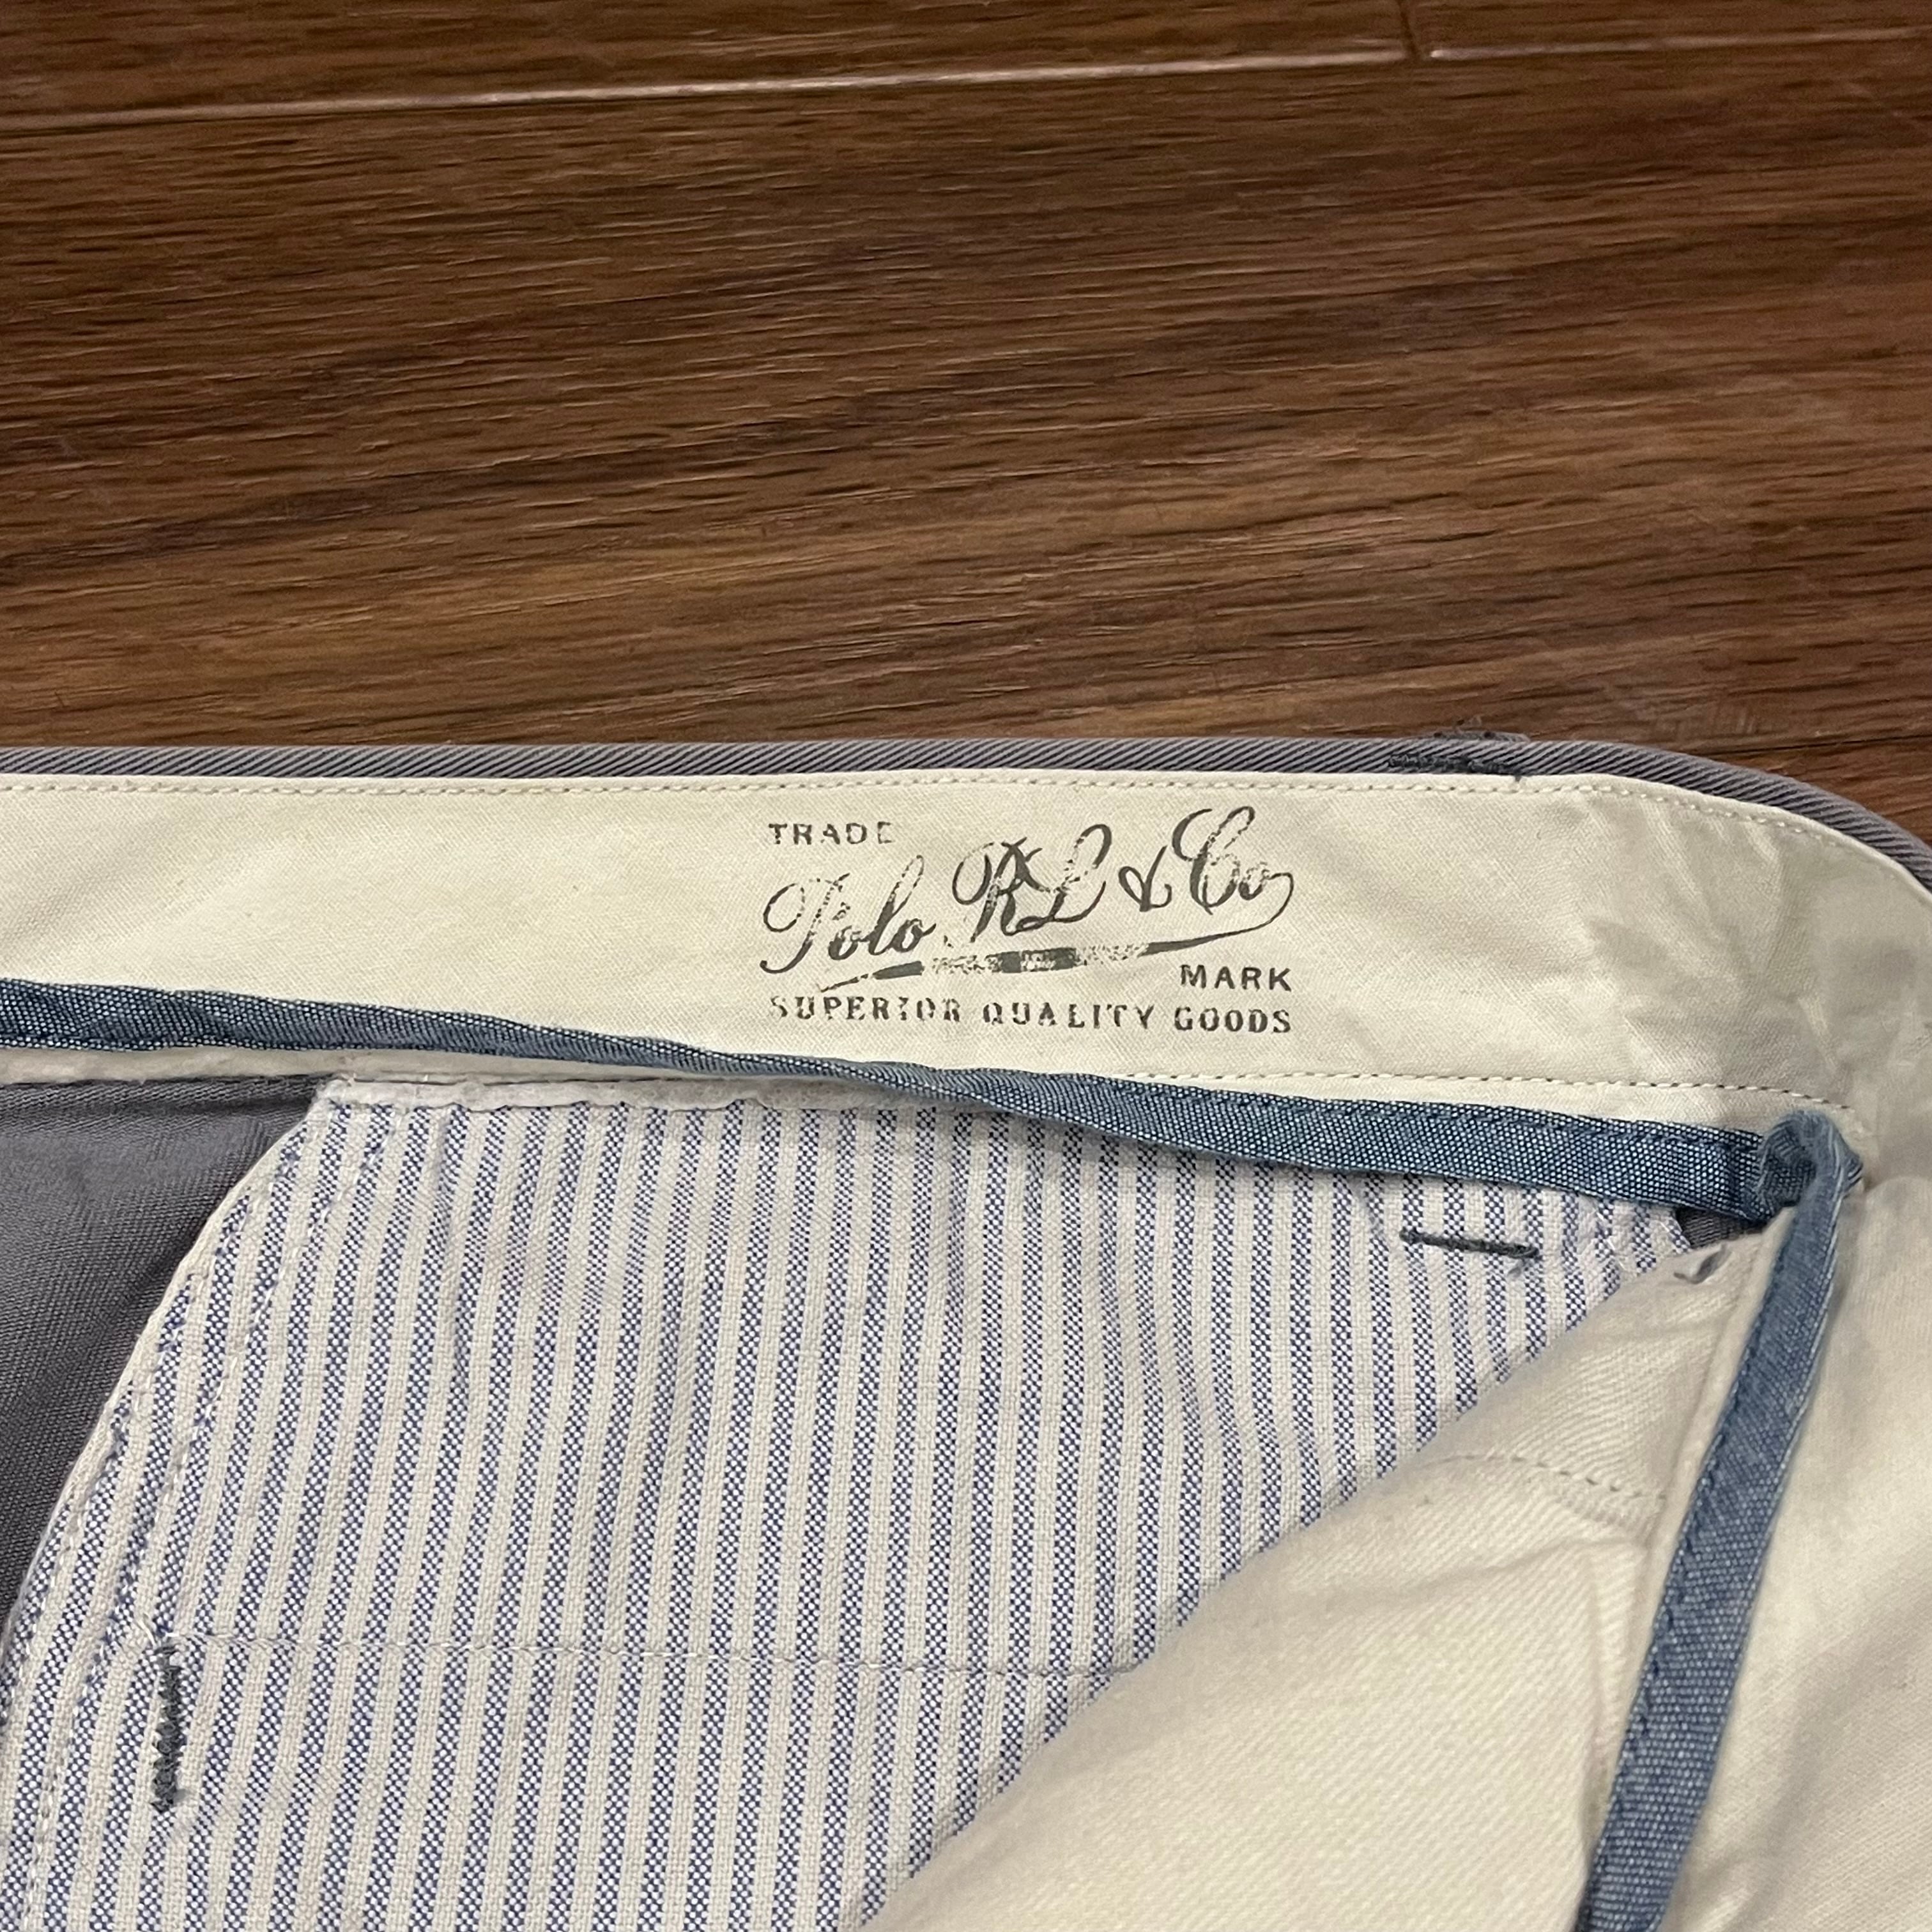 TRADE
Polo RL & Co
MARK
SUPERIOR QUALITY GOODS